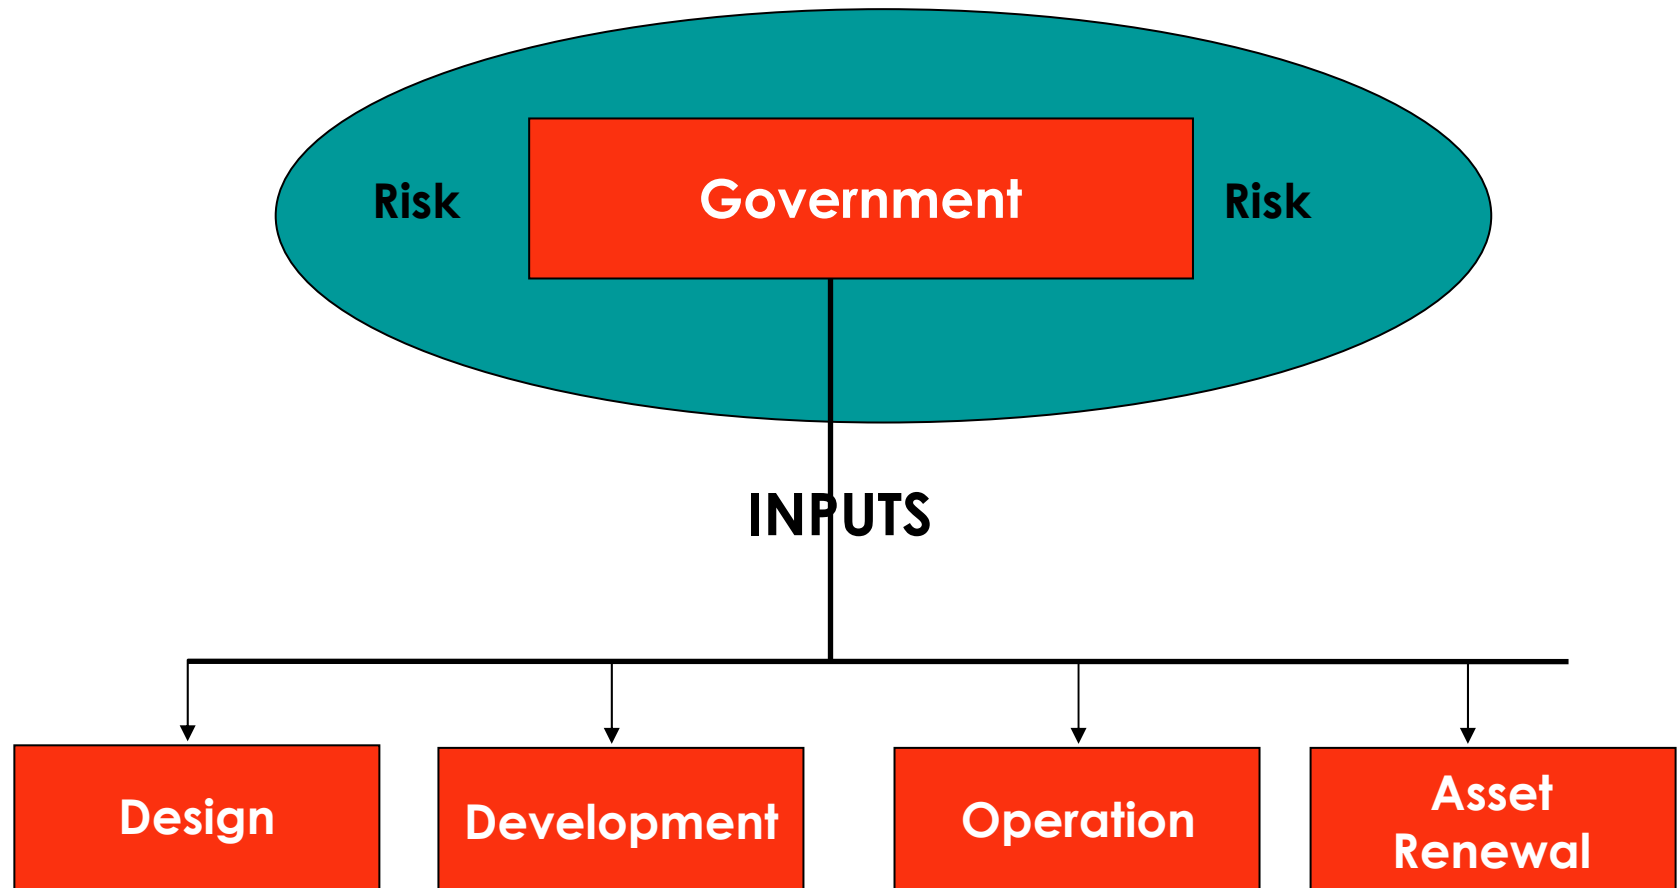 Risk
Government
Risk
INPUTS
Design
Development
Operation
Asset
Renewal